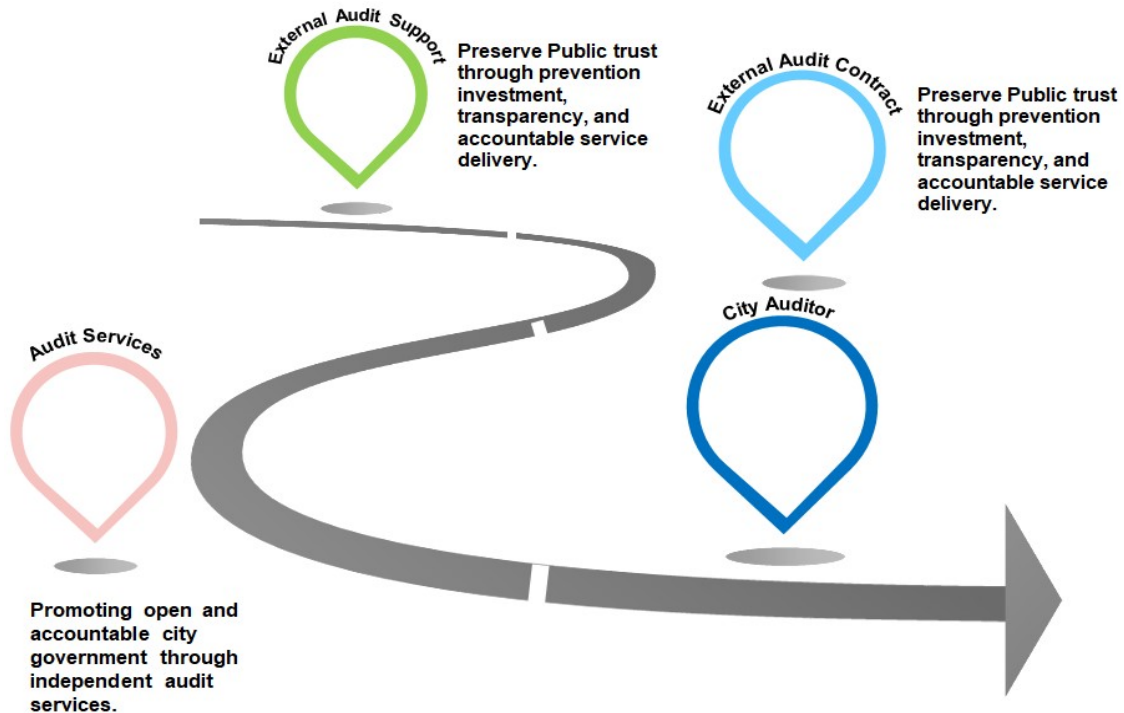 External Audit Support
Preserve Public trust
through prevention
investment,
transparency, and
accountable service
delivery.
External Audit Contract
Preserve Public trust
through prevention
investment,
transparency, and
accountable service
delivery.
City Auditor
Audit Services
Promoting open and
accountable city
government through
independent audit
services.